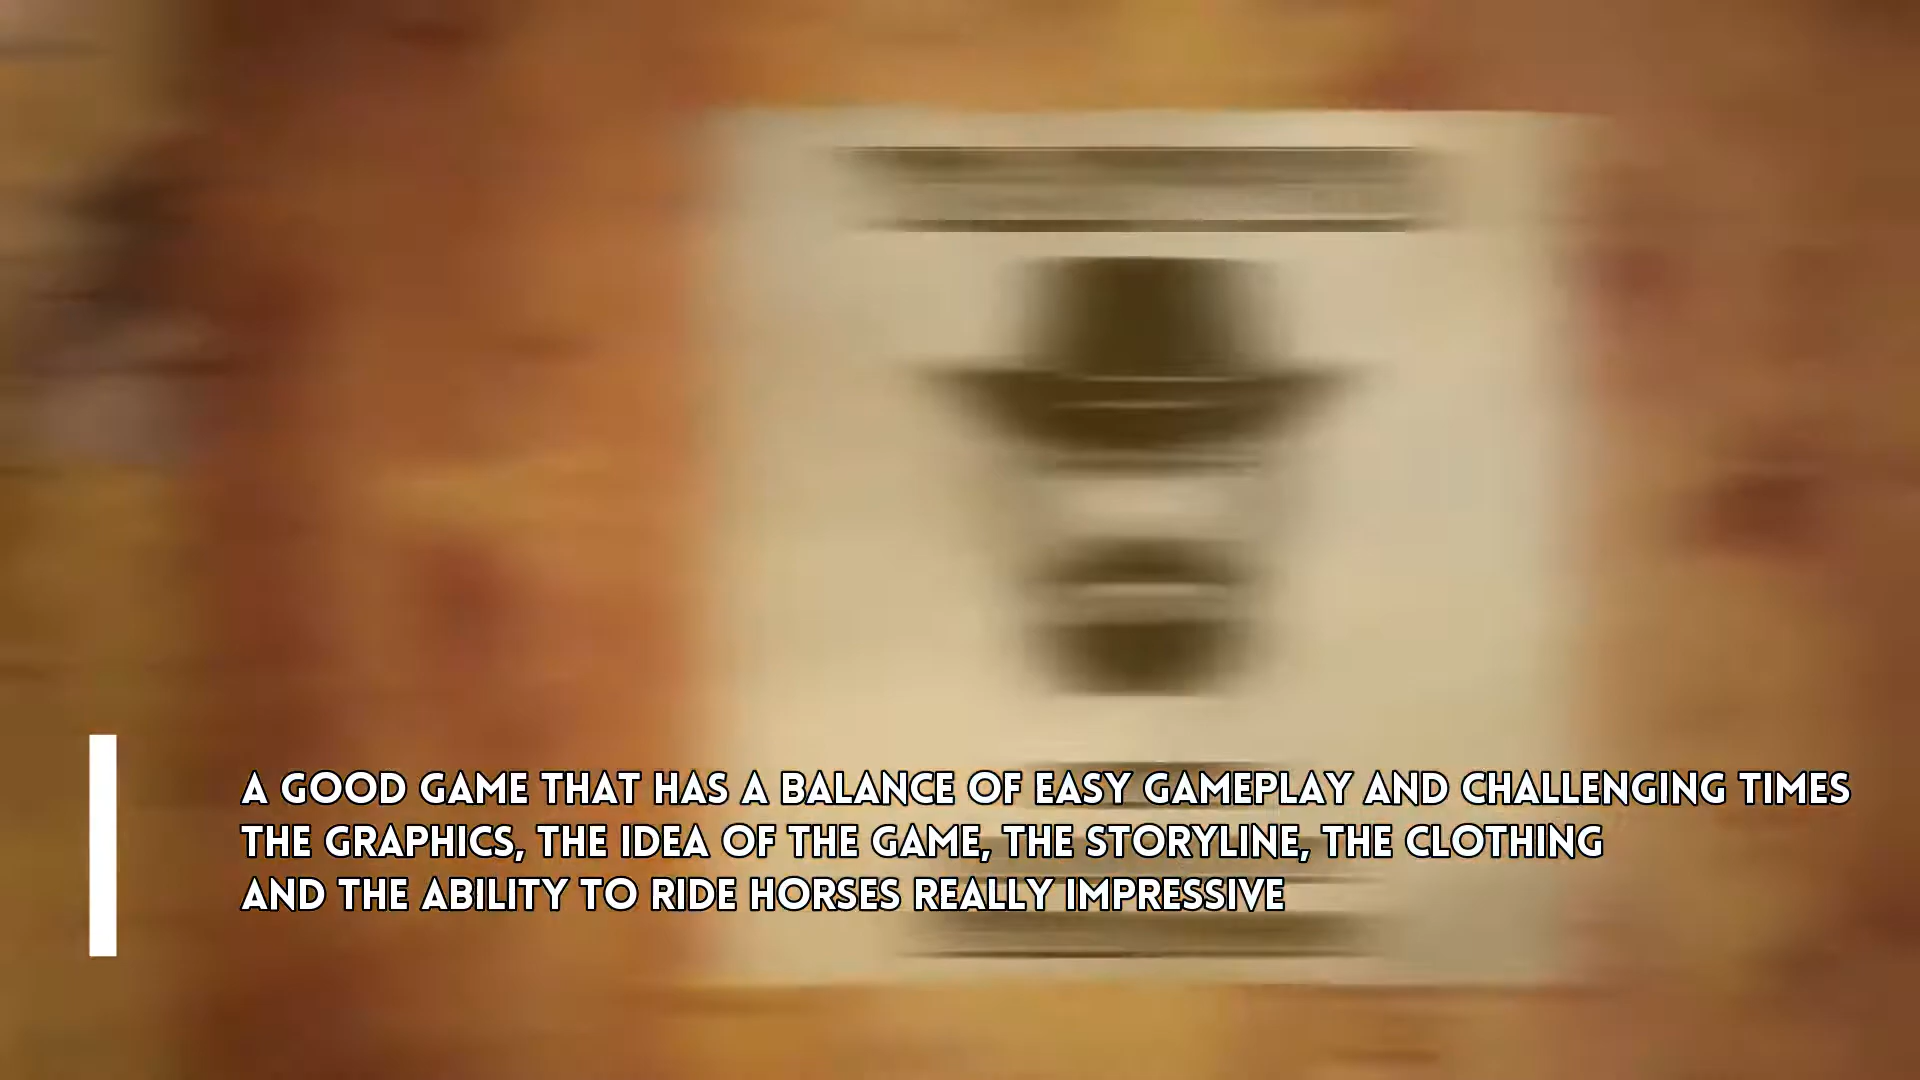 A GOOD GAME THAT HAS A BALANCE OF EASY GAMEPLAY AND CHALLENGING TIMES
THE GRAPHICS, THE IDEA OF THE GAME, THE STORYLINE, THE CLOTHING
AND THE ABILITY TO RIDE HORSES REALLY IMPRESSIVE